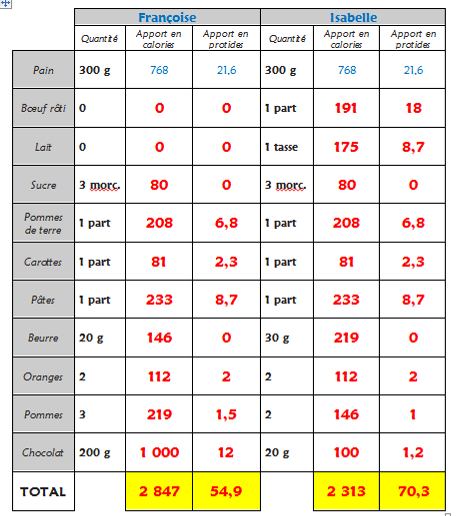 Françoise Isabelle
Quantité Apport en calories Apport en protides Quantité Apport en calories Apport en protides
Pain 300 g 768 21,6 300 g 768 21,6
Bœuf rôti 0 0 0 1 part 191 18
Lait 0 0 0 1 tasse 175 8,7
Sucre 3 morc. 80 0 3 morc. 80 0
Pommes de terre 1 part 208 6,8 1 part 208 6,8
Carottes 1 part 81 2,3 1 part 81 2,3
Pâtes 1 part 233 8,7 1 part 233 8,7
Beurre 20 g 146 0 30 g 219 0
Oranges 2 112 2 2 112 2
Pommes 3 219 1,5 2 146 1
Chocolat 200 g 1 000 12 20 g 100 1,2
TOTAL 2 847 54,9 2 313 70,3